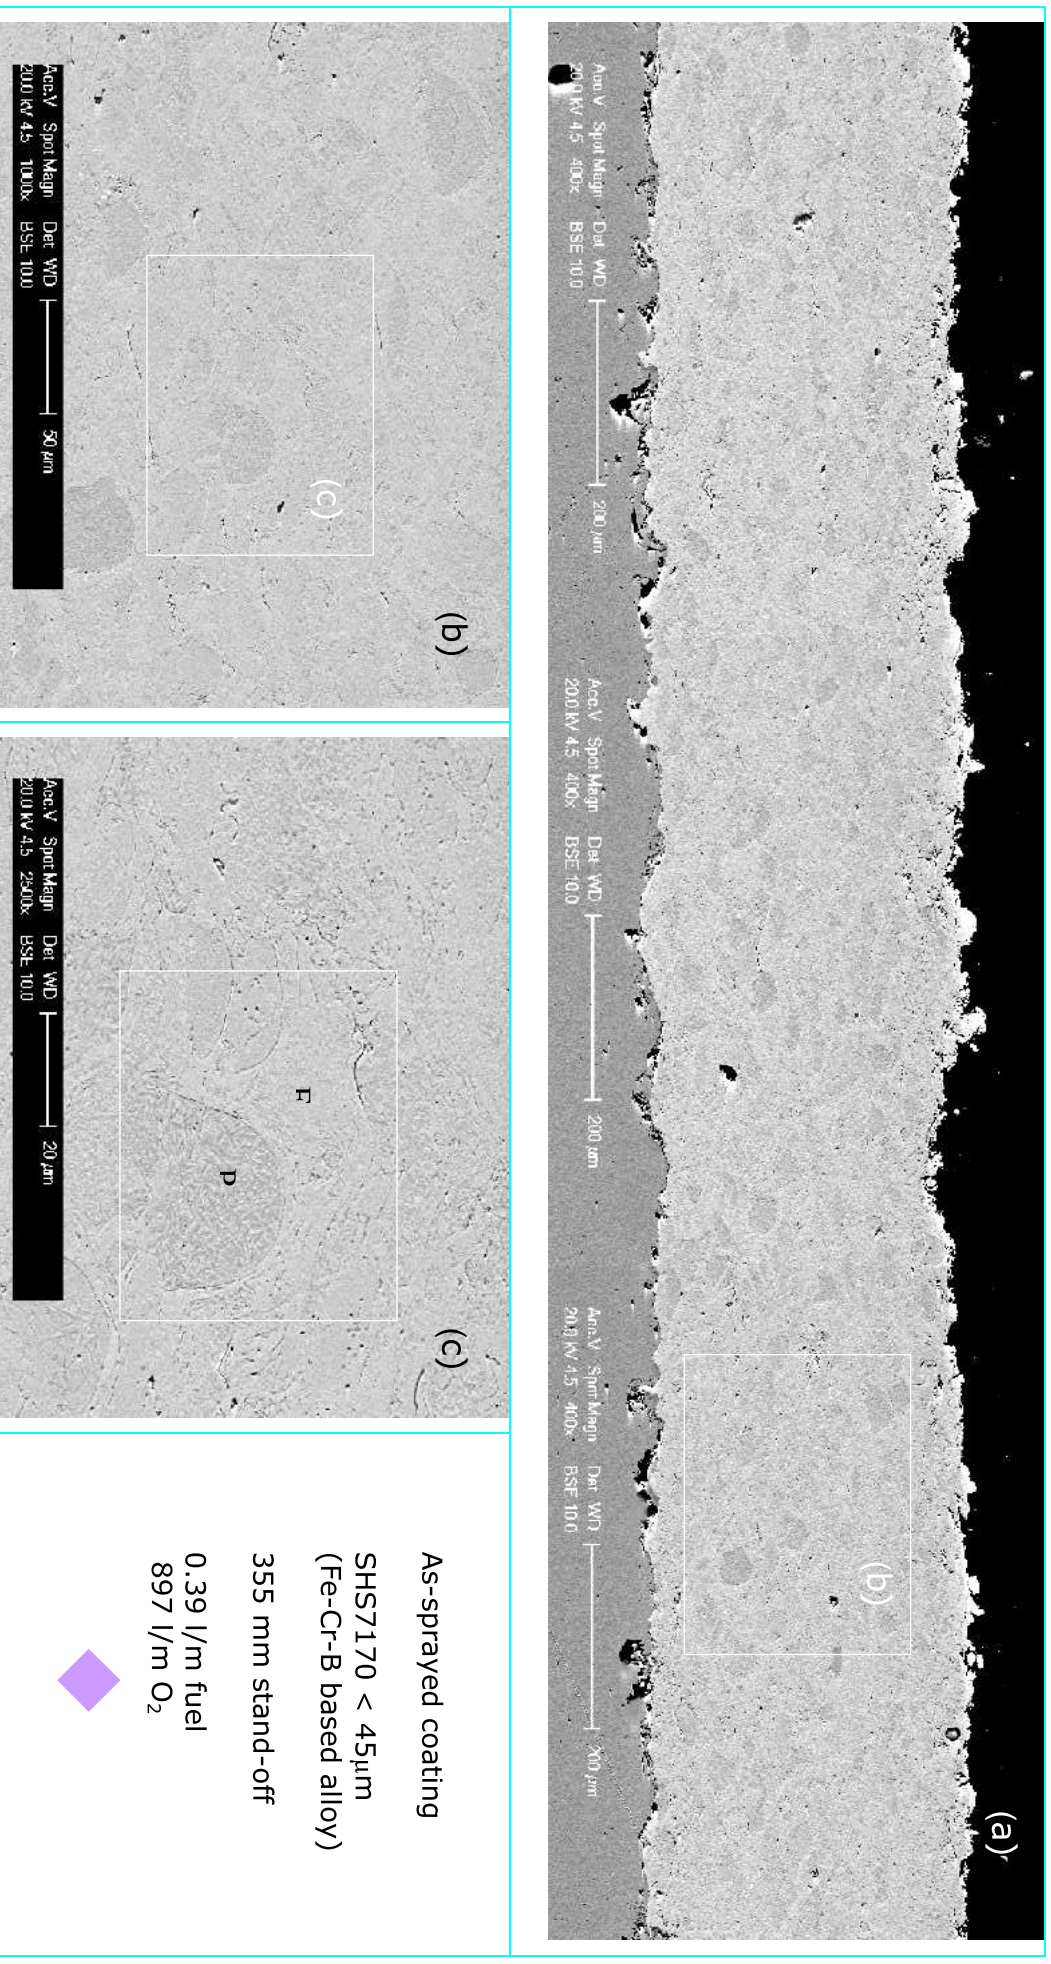 (a)
Acc.V Spot Magn Det WD
20.0 kV 4.5 400x BSE 10.0
200 µm
Acc.V Spot Magn Det WD
20.0 kV 4.5 400x BSE 10.0
200 µm
Acc.V Spot Magn Det WD
20.0 kV 4.5 400x BSE 10.0
200 µm
(b)
(b)
(c)
Acc.V Spot Magn Det WD
20.0 kV 4.5 1000x BSE 10.0
50 µm
(c)
F
P
Acc.V Spot Magn Det WD
20.0 kV 4.5 2500x BSE 10.0
20 µm
As-sprayed coating
SHS7170 < 45µm
(Fe-Cr-B based alloy)
355 mm stand-off
0.39 l/m fuel
897 l/m O₂